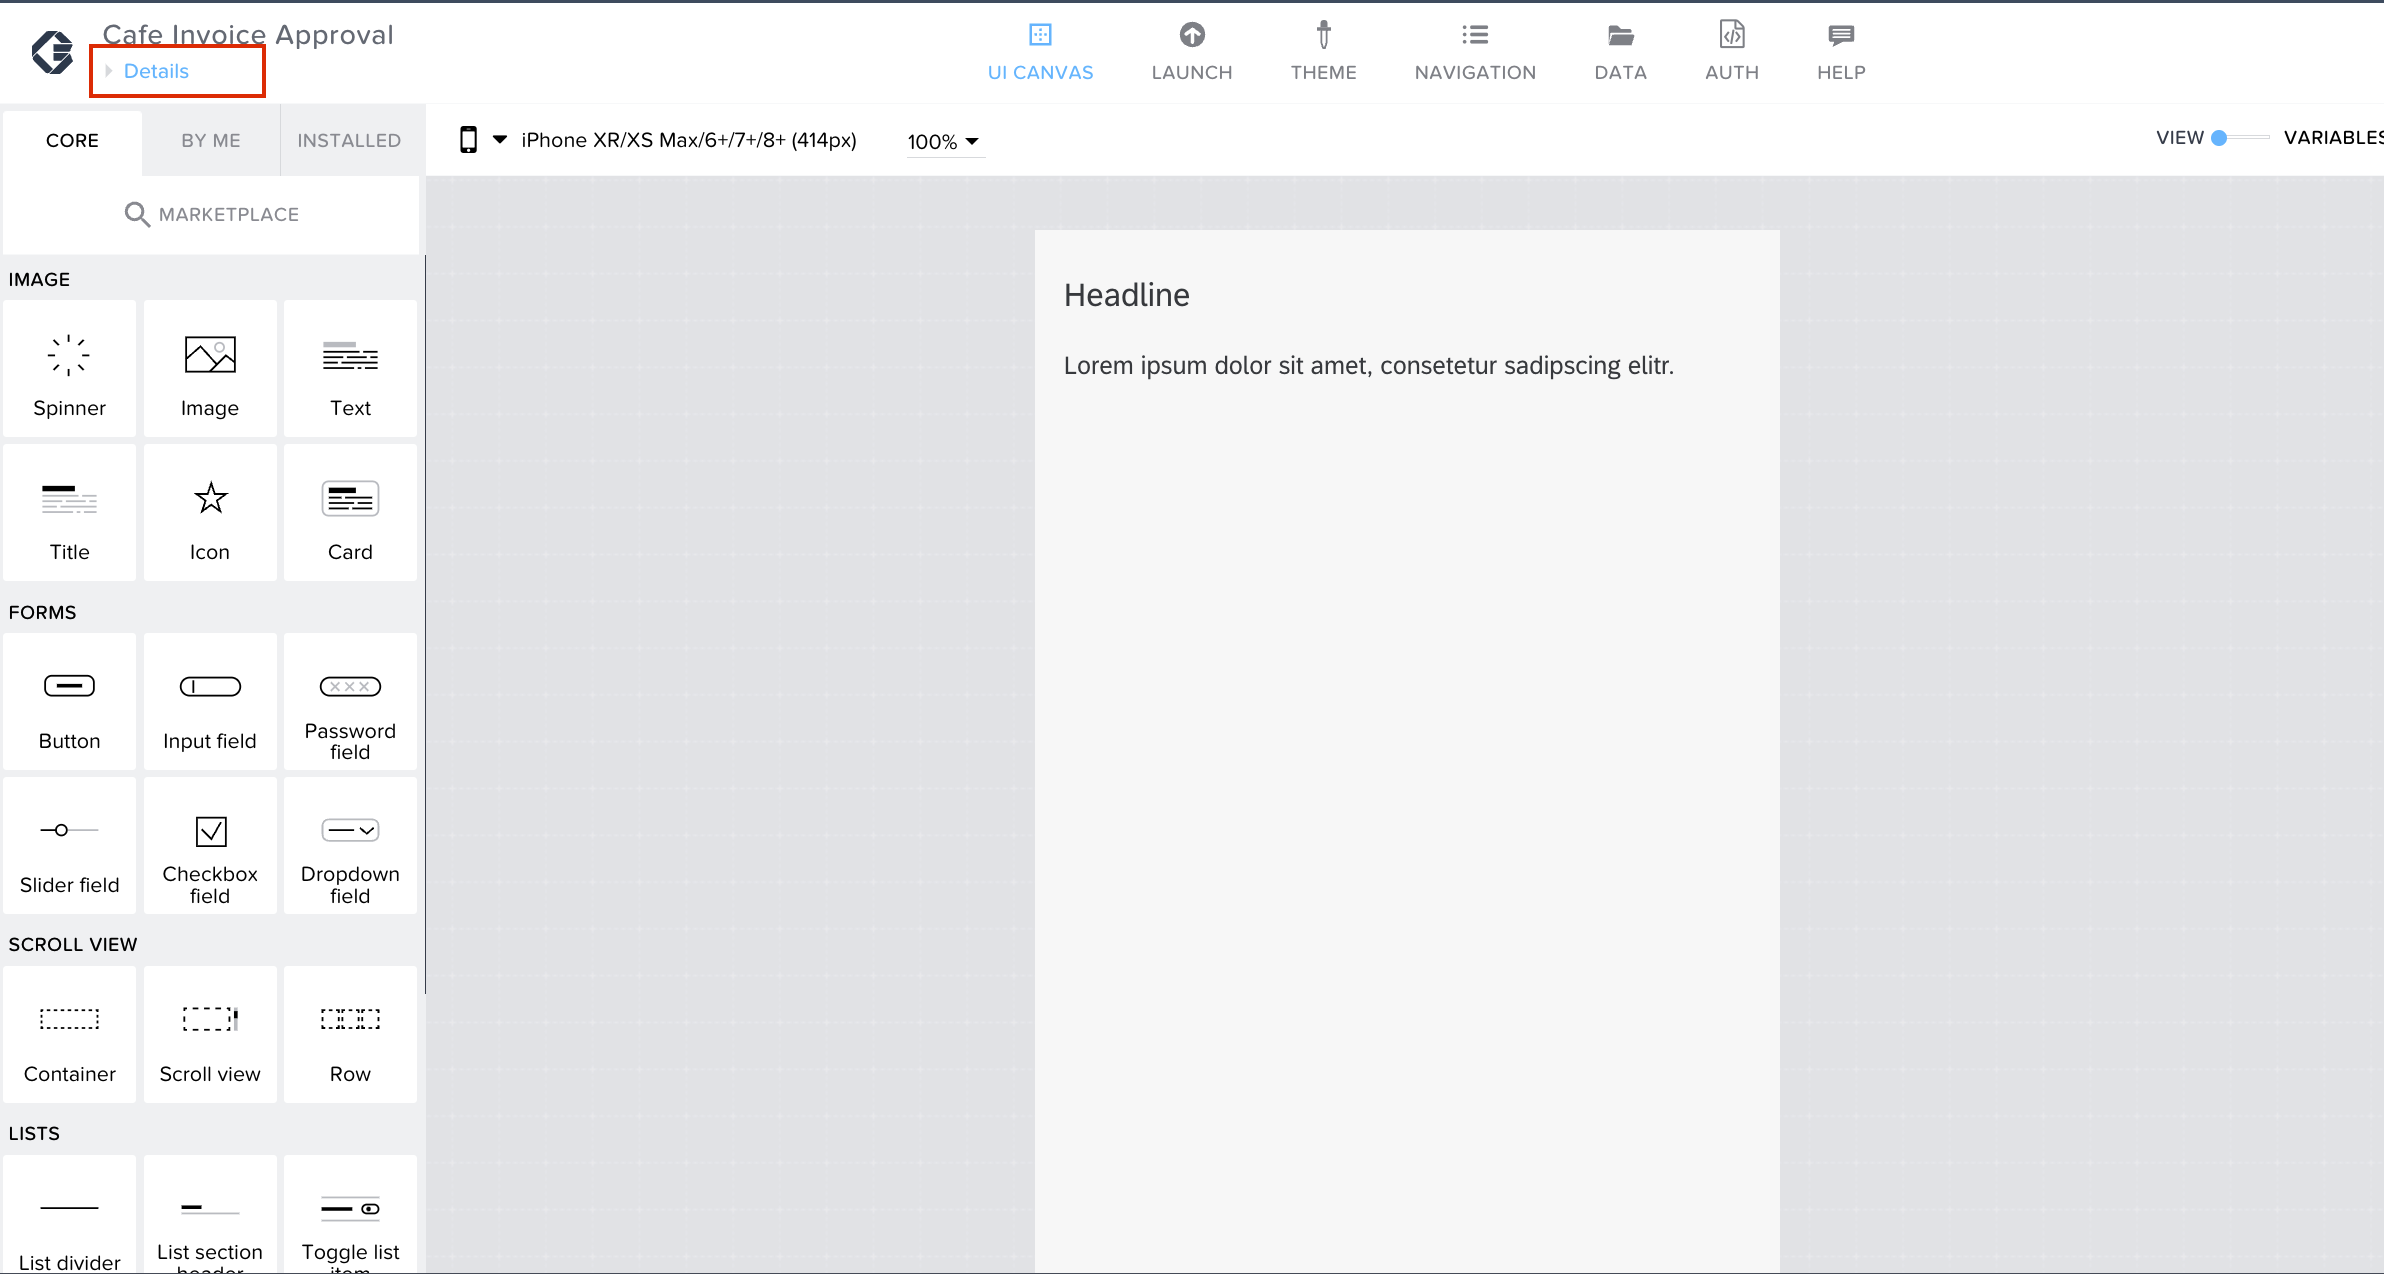 Cafe Invoice Approval
Details
UI CANVAS
LAUNCH
THEME
NAVIGATION
DATA
AUTH
HELP
CORE
BY ME
INSTALLED
iPhone XR/XS Max/6+/7+/8+ (414px)
100%
VIEW
VARIABLES
MARKETPLACE
IMAGE
Spinner
Image
Text
Title
Icon
Card
FORMS
Button
Input field
Password
field
Slider field
Checkbox
field
Dropdown
field
SCROLL VIEW
Container
Scroll view
Row
LISTS
List divider
List section
header
Toggle list
item
Headline
Lorem ipsum dolor sit amet, consetetur sadipscing elitr.